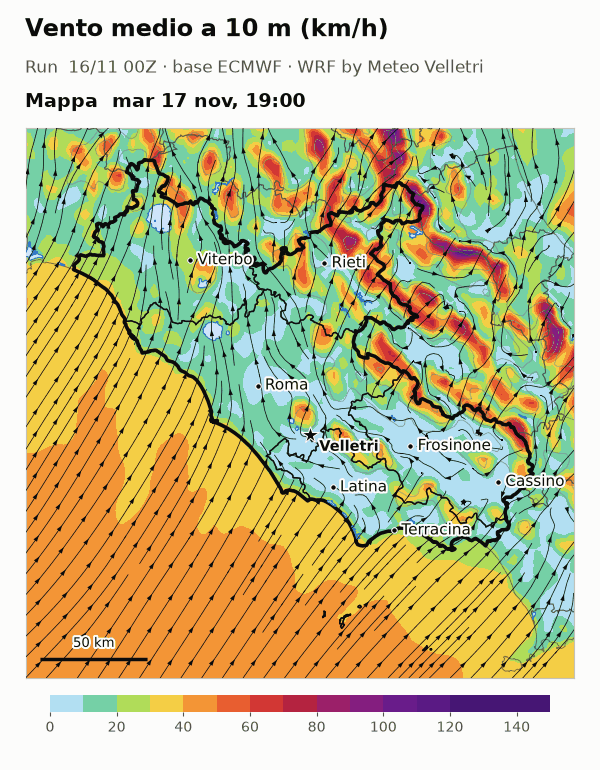 Vento medio a 10 m (km/h)
Run 16/11 00Z · base ECMWF · WRF by Meteo Velletri
Mappa mar 17 nov, 19:00
Viterbo
Rieti
Roma
Velletri
Frosinone
Cassino
Latina
Terracina
50 km
0 20 40 60 80 100 120 140